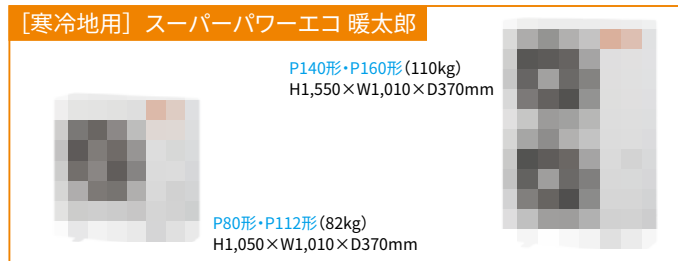 ［寒冷地用］スーパーパワーエコ 暖太郎
P140形・P160形（110kg）
H1,550×W1,010×D370mm
P80形・P112形（82kg）
H1,050×W1,010×D370mm